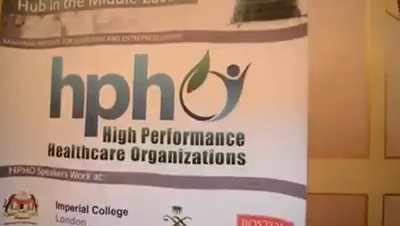 Hub in the Middle East
hpho
High Performance
Healthcare Organizations
HPHO Speakers Work at:
Imperial College
London